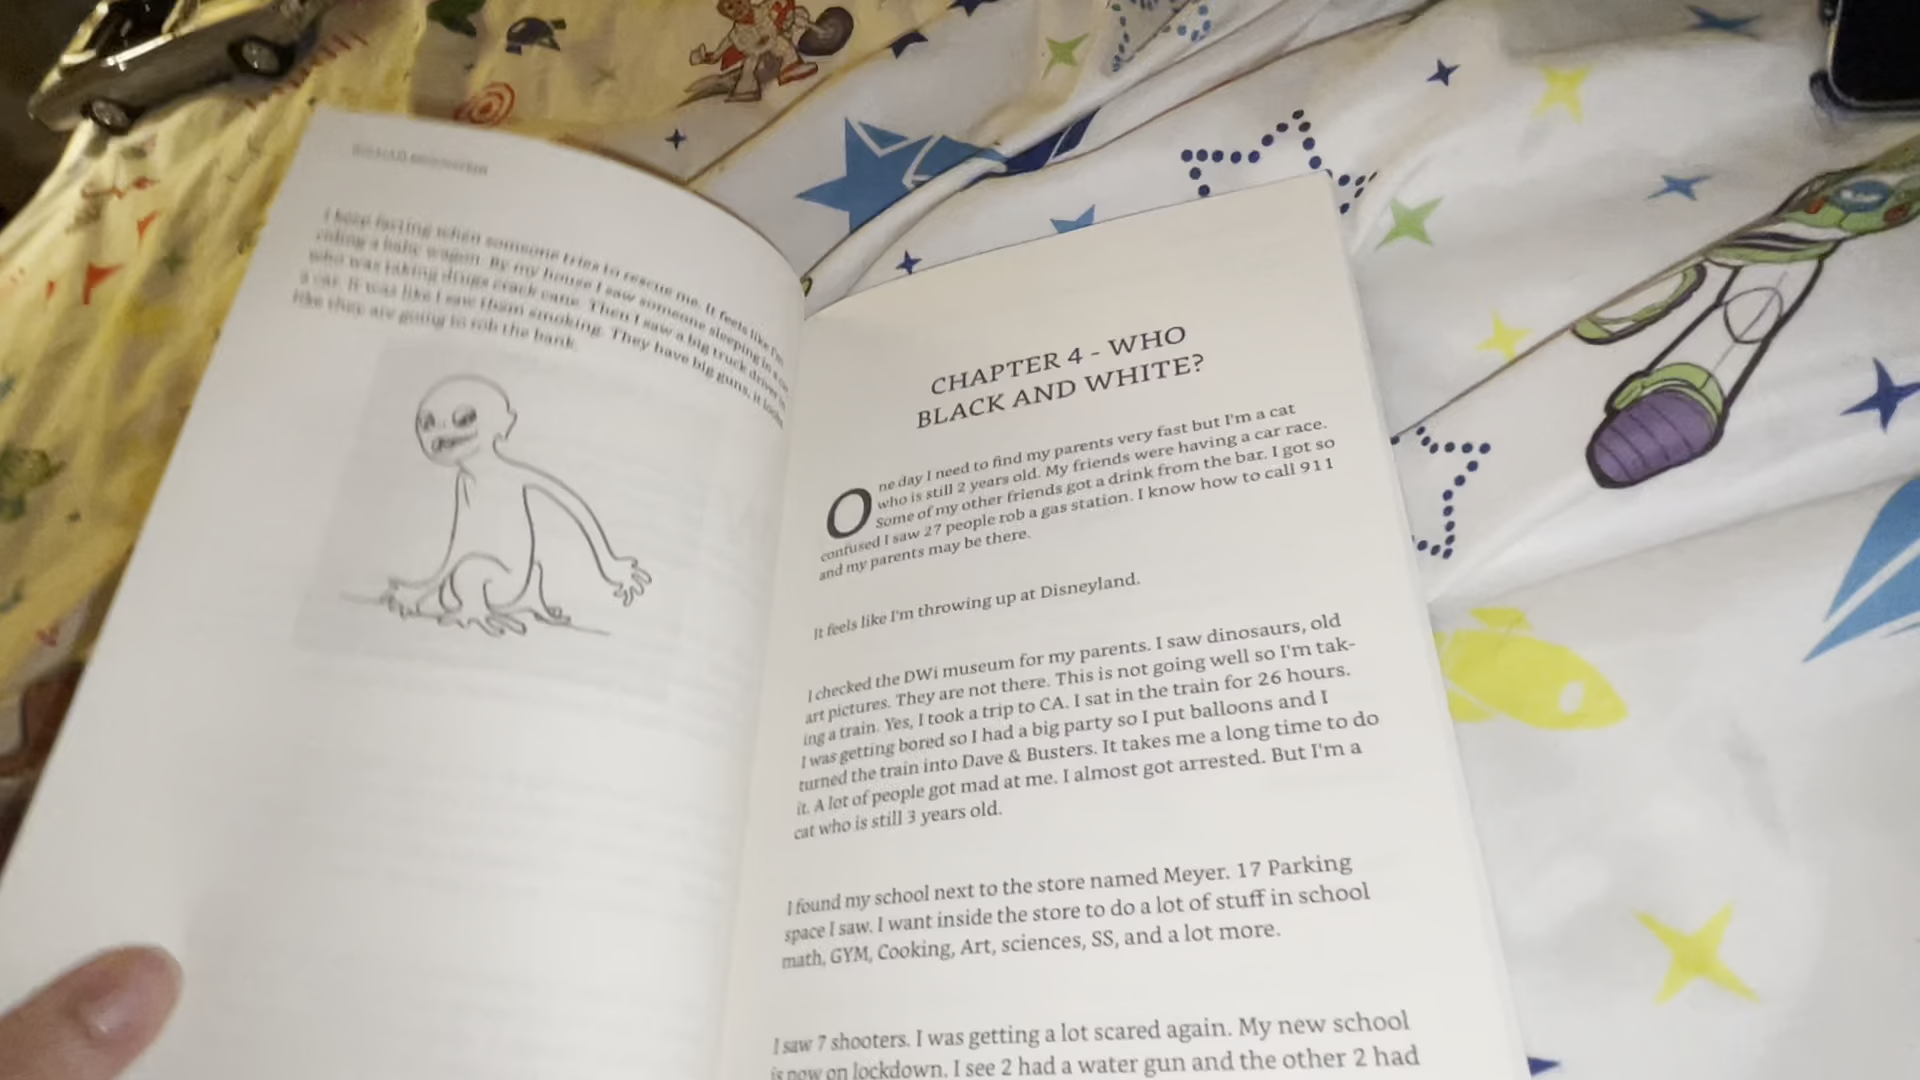 I keep farting when someone tries to rescue me. It feels like I'm
riding a baby wagon. By my house I saw someone sleeping in a car
who was taking drugs crack cane. Then I saw a big truck driver in
a car. It was like I saw them smoking. They have big guns, it looks
like they are going to rob the bank.
CHAPTER 4 - WHO
BLACK AND WHITE?
One day I need to find my parents very fast but I'm a cat
who is still 2 years old. My friends were having a car race.
Some of my other friends got a drink from the bar. I got so
confused I saw 27 people rob a gas station. I know how to call 911
and my parents may be there.
It feels like I'm throwing up at Disneyland.
I checked the DWi museum for my parents. I saw dinosaurs, old
art pictures. They are not there. This is not going well so I'm tak-
ing a train. Yes, I took a trip to CA. I sat in the train for 26 hours.
I was getting bored so I had a big party so I put balloons and I
turned the train into Dave & Busters. It takes me a long time to do
it. A lot of people got mad at me. I almost got arrested. But I'm a
cat who is still 3 years old.
I found my school next to the store named Meyer. 17 Parking
space I saw. I want inside the store to do a lot of stuff in school
math, GYM, Cooking, Art, sciences, SS, and a lot more.
I saw 7 shooters. I was getting a lot scared again. My new school
is now on lockdown. I see 2 had a water gun and the other 2 had